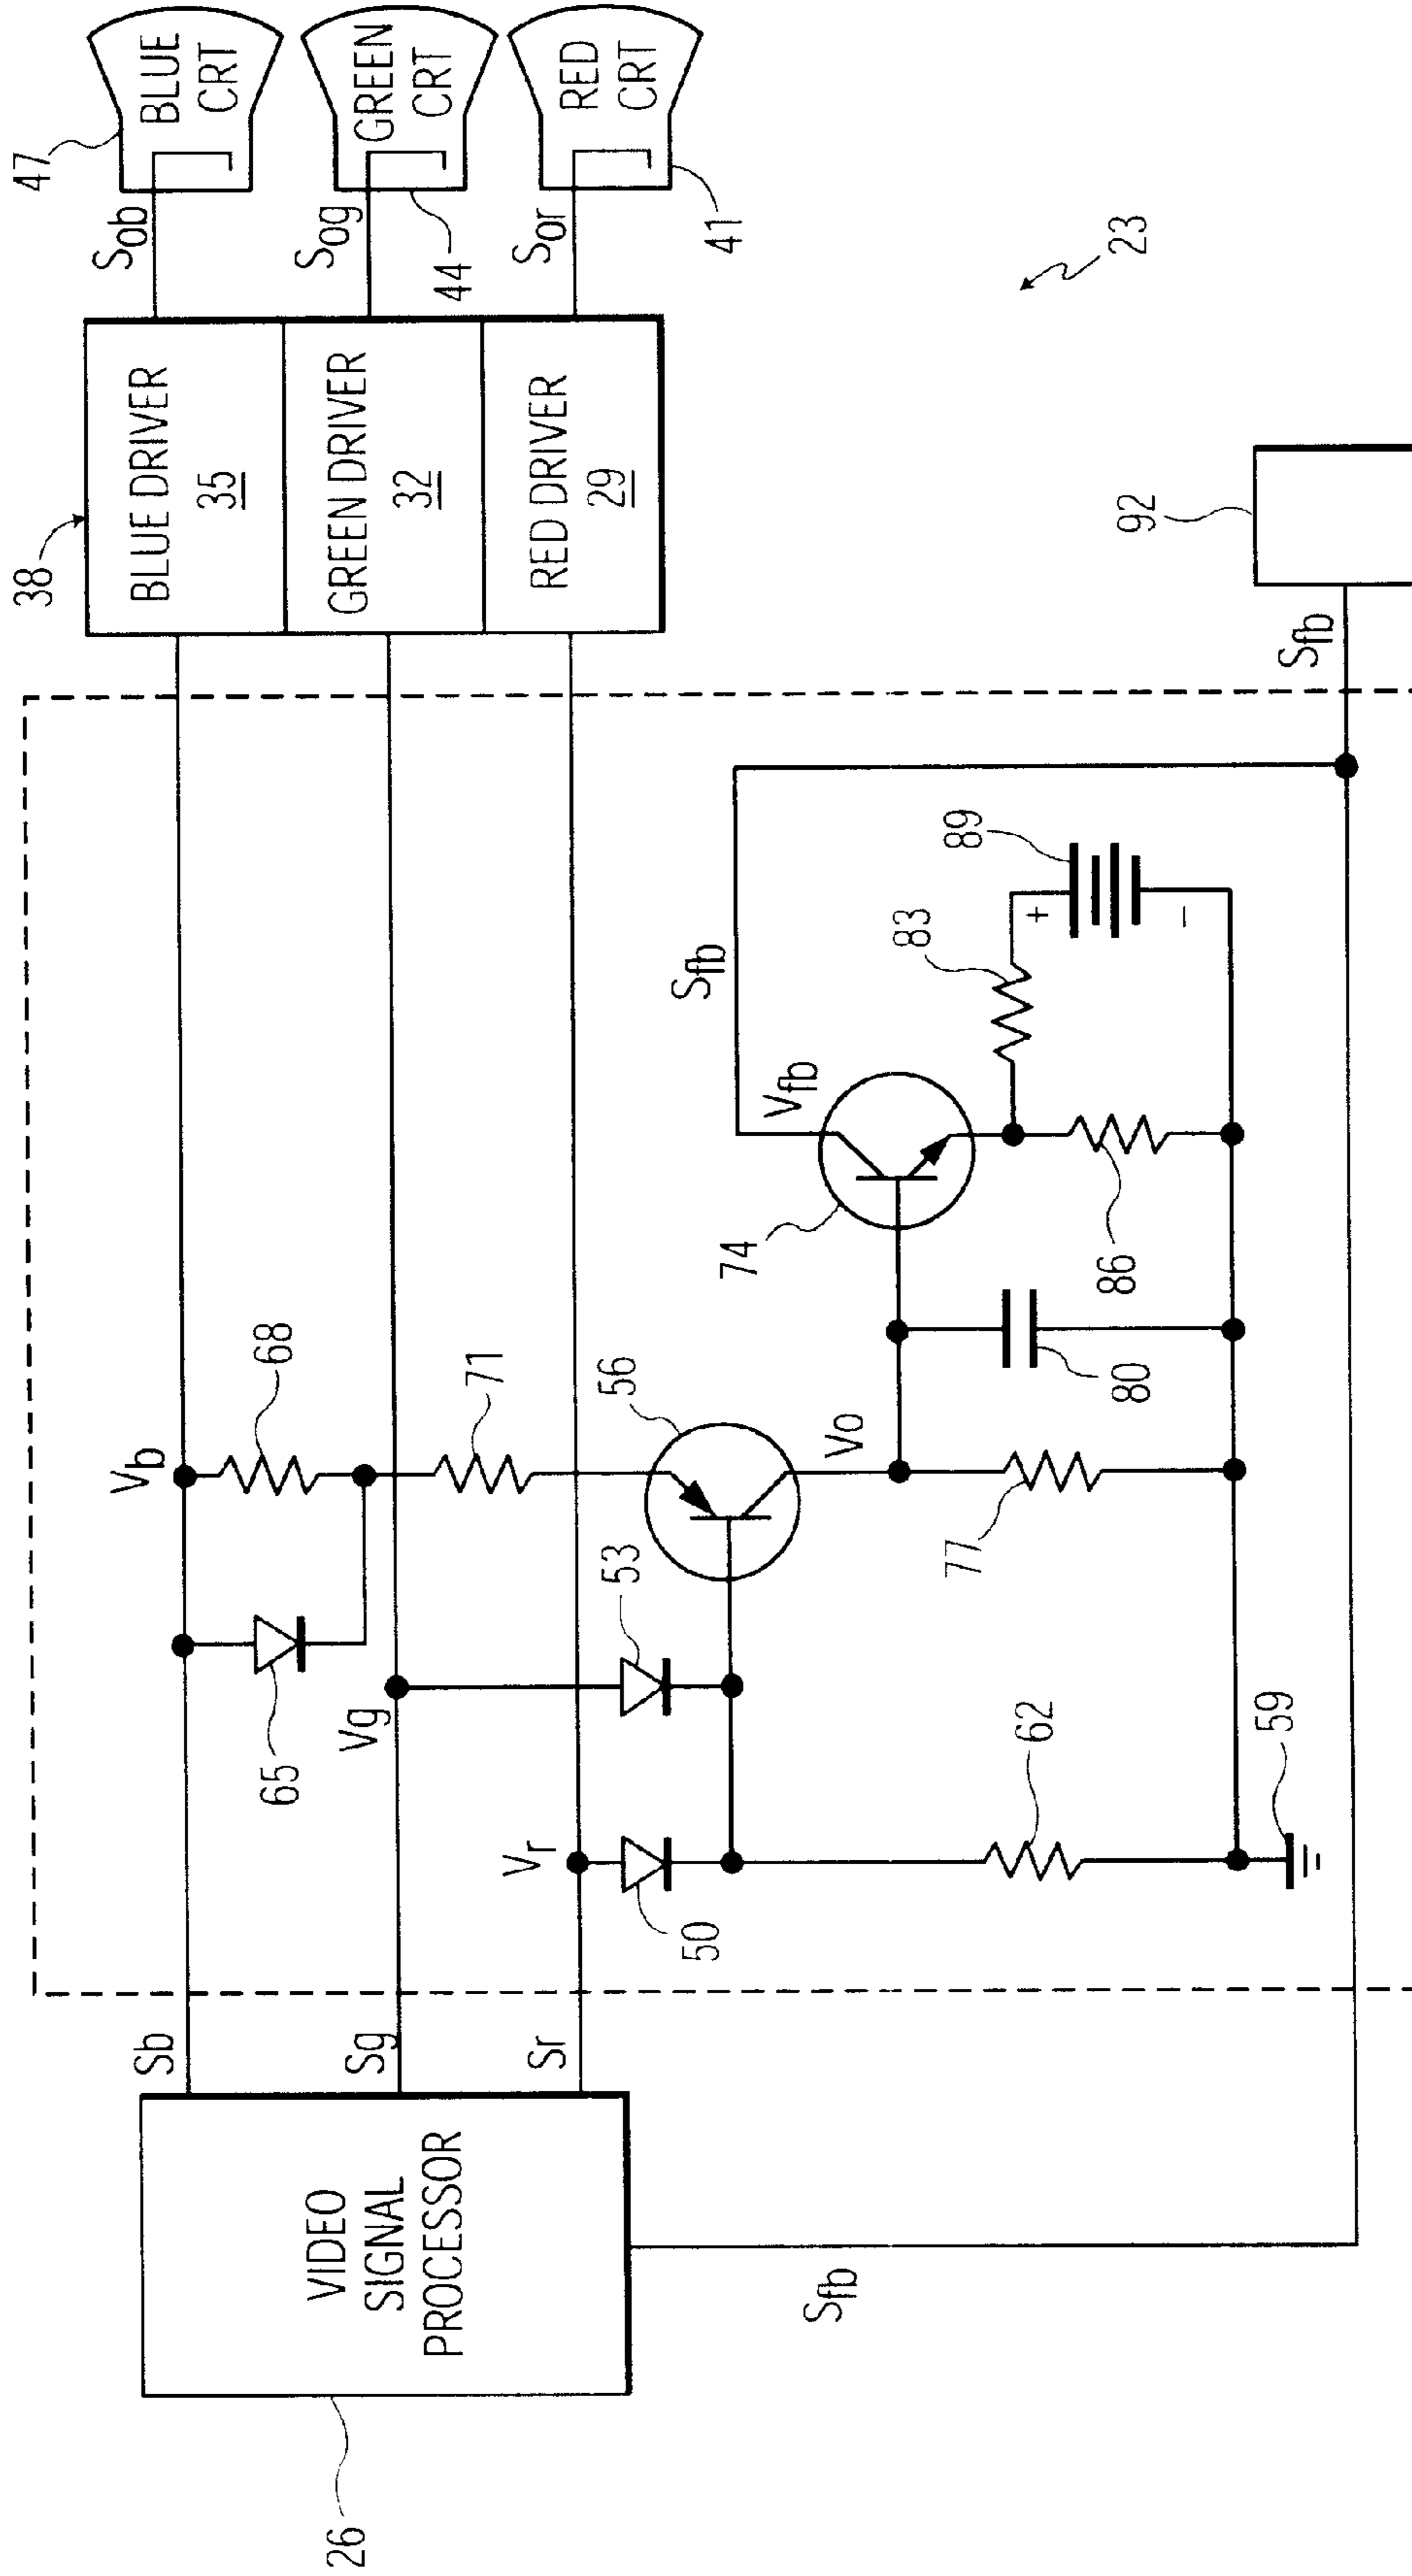 47
BLUE
CRT
GREEN
CRT
RED
CRT
Sob
Sog
Sor
44
41
23
38
BLUE DRIVER
35
GREEN DRIVER
32
RED DRIVER
29
92
Sfb
89
+
−
83
Sfb
Vfb
74
86
68
71
56
Vb
Vo
80
53
77
Vg
65
62
59
Vr
50
Sb
Sg
Sr
VIDEO
SIGNAL
PROCESSOR
Sfb
26